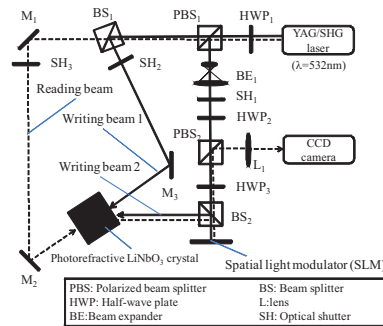 M1
BS1
PBS1
HWP1
YAG/SHG
laser
(λ=532nm)
SH3
SH2
BE1
Reading beam
SH1
HWP2
Writing beam 1
PBS2
CCD
camera
L1
Writing beam 2
M3
HWP3
BS2
Photorefractive LiNbO3 crystal
M2
Spatial light modulator (SLM)
PBS: Polarized beam splitter BS: Beam splitter
HWP: Half-wave plate L:lens
BE:Beam expander SH: Optical shutter